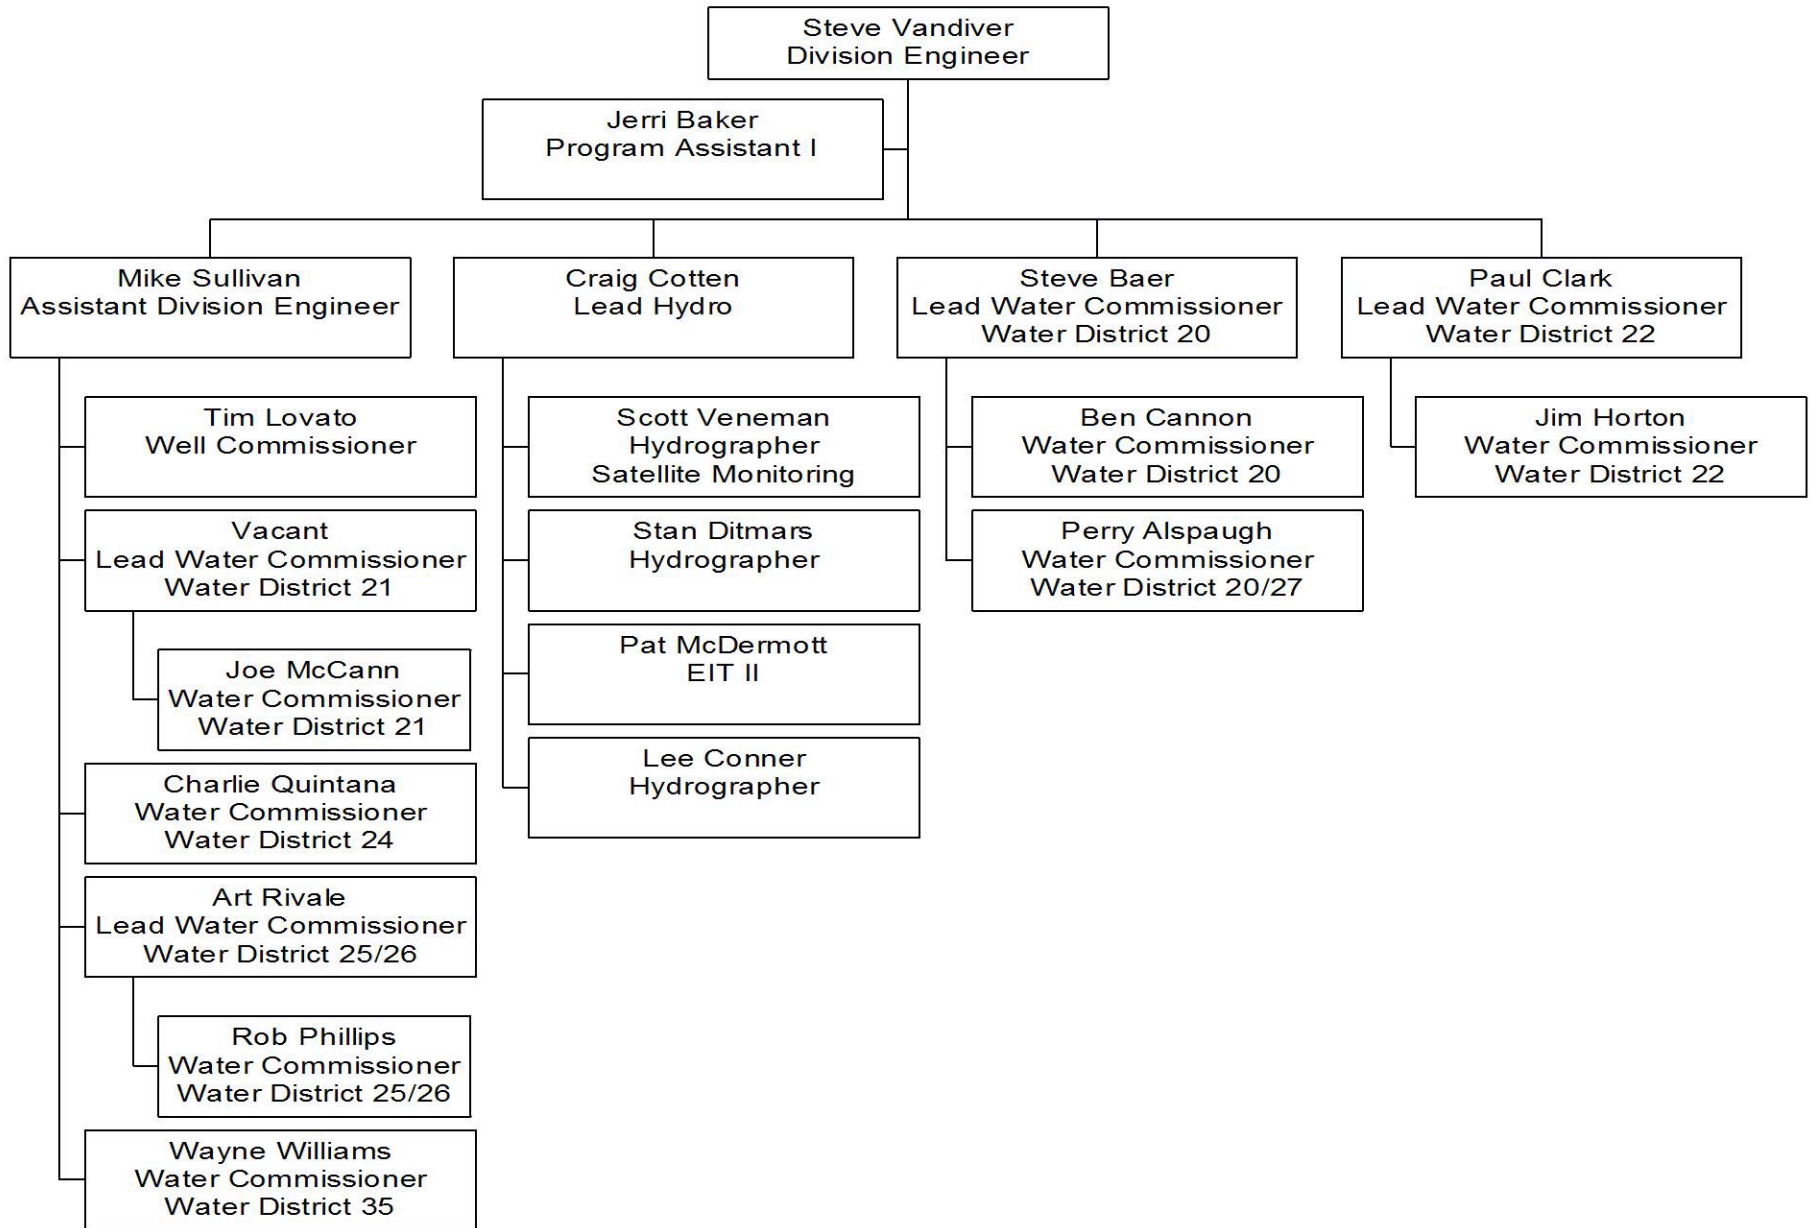 Steve Vandiver
Division Engineer
Jerri Baker
Program Assistant I
Mike Sullivan
Assistant Division Engineer
Craig Cotten
Lead Hydro
Steve Baer
Lead Water Commissioner
Water District 20
Paul Clark
Lead Water Commissioner
Water District 22
Tim Lovato
Well Commissioner
Vacant
Lead Water Commissioner
Water District 21
Joe McCann
Water Commissioner
Water District 21
Charlie Quintana
Water Commissioner
Water District 24
Art Rivale
Lead Water Commissioner
Water District 25/26
Rob Phillips
Water Commissioner
Water District 25/26
Wayne Williams
Water Commissioner
Water District 35
Scott Veneman
Hydrographer
Satellite Monitoring
Stan Ditmars
Hydrographer
Pat McDermott
EIT II
Lee Conner
Hydrographer
Ben Cannon
Water Commissioner
Water District 20
Perry Alspaugh
Water Commissioner
Water District 20/27
Jim Horton
Water Commissioner
Water District 22